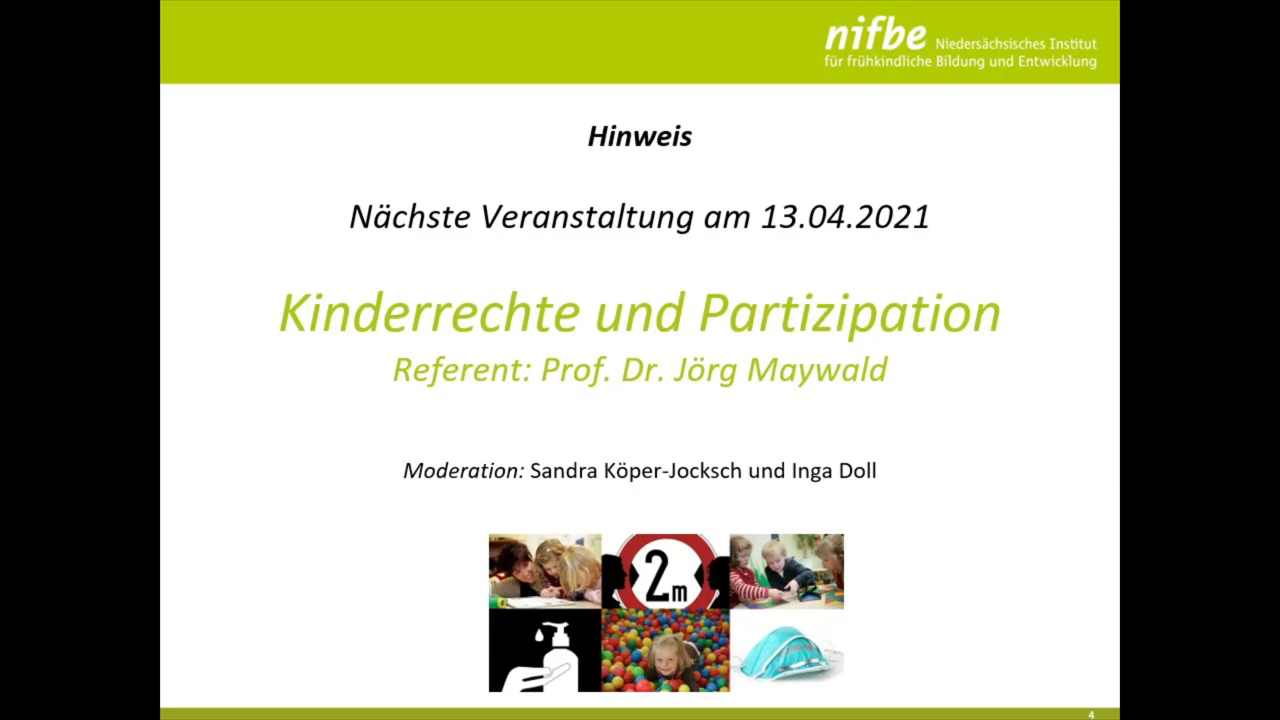 nifbe Niedersächsisches Institut
für frühkindliche Bildung und Entwicklung
Hinweis
Nächste Veranstaltung am 13.04.2021
Kinderrechte und Partizipation
Referent: Prof. Dr. Jörg Maywald
Moderation: Sandra Köper-Jocksch und Inga Doll
2m
4